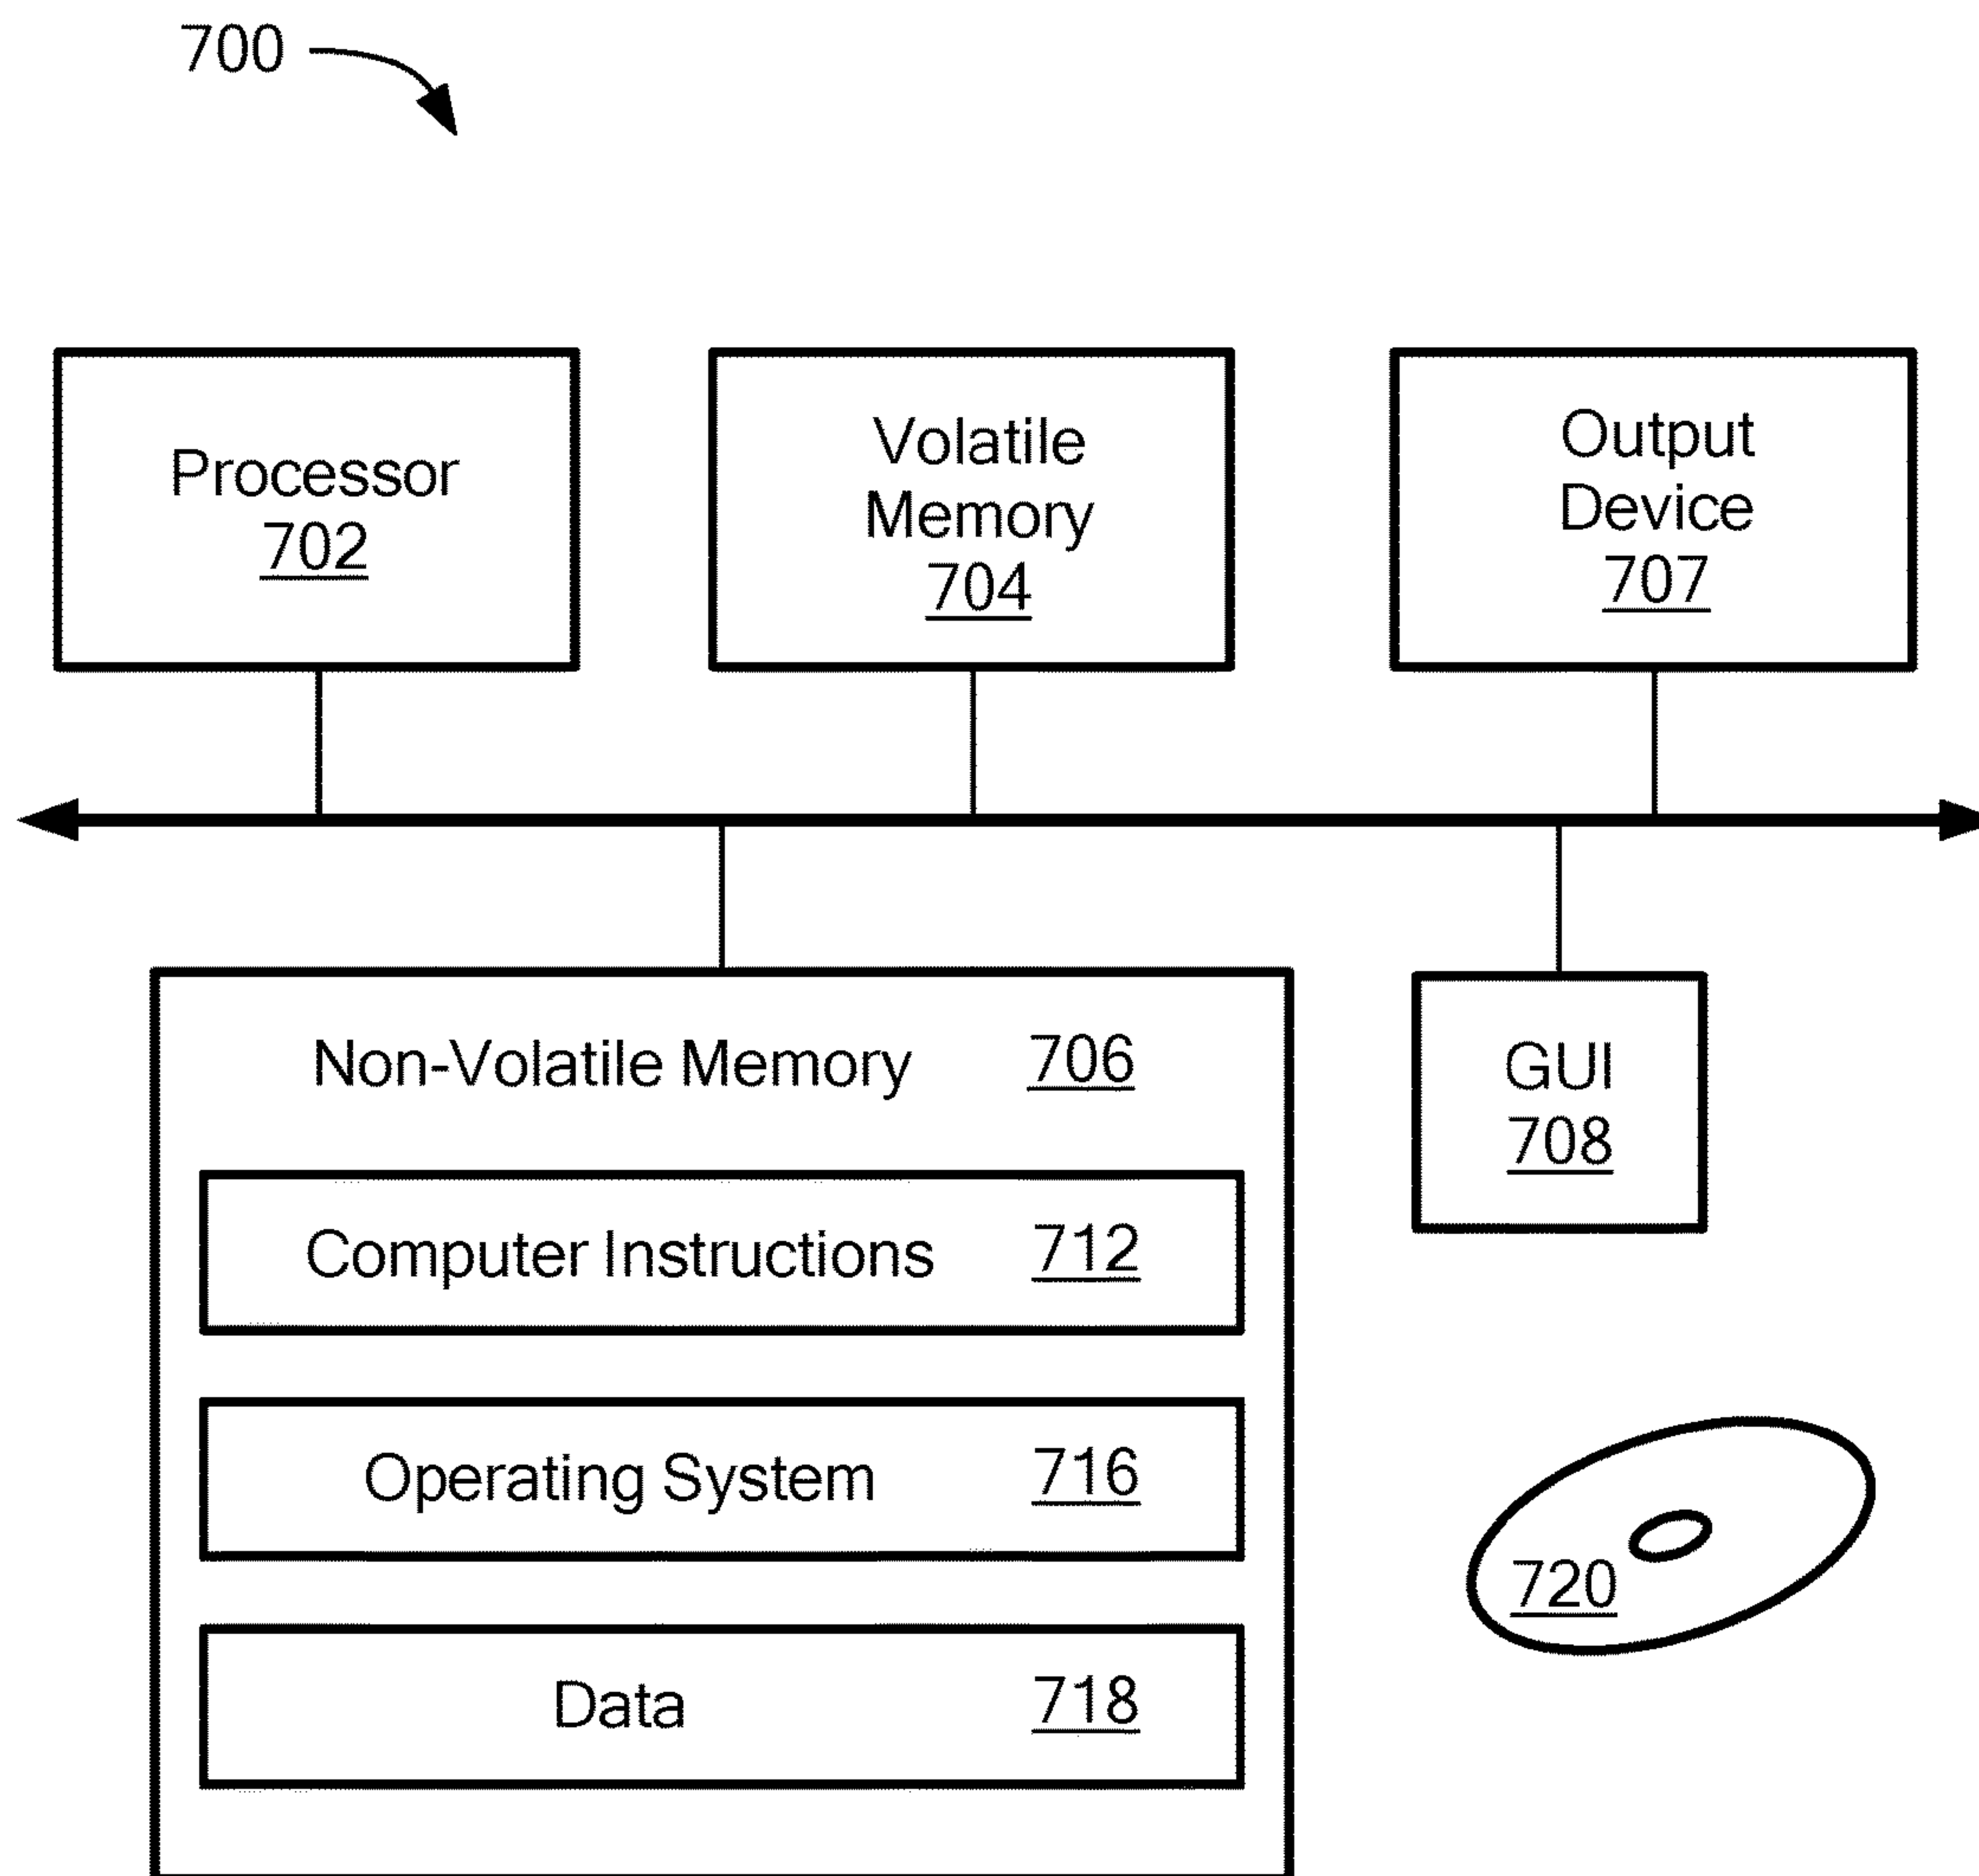 700
Processor
702
Volatile
Memory
704
Output
Device
707
Non-Volatile Memory 706
Computer Instructions 712
Operating System 716
Data 718
GUI
708
720